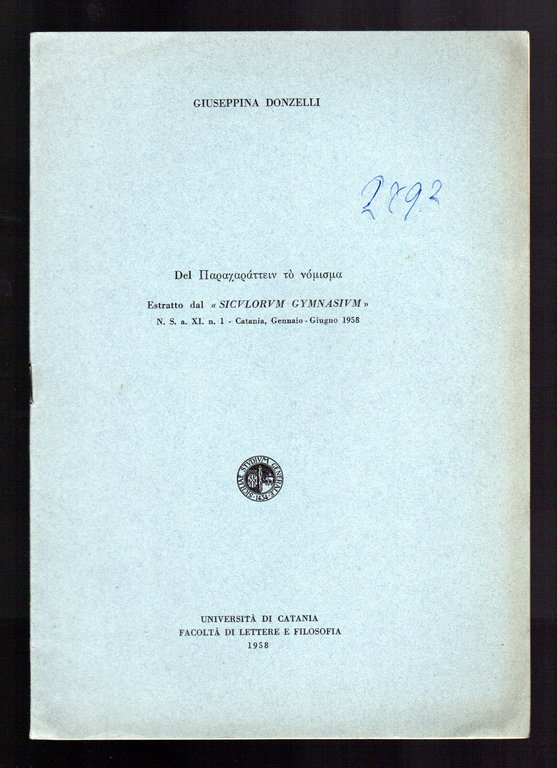 GIUSEPPINA DONZELLI
2792
Del Παραχαράττειν τὸ νόμισμα
Estratto dal « SICVLORVM GYMNASIVM »
N. S. a. XI. n. 1 - Catania, Gennaio - Giugno 1958
UNIVERSITÀ DI CATANIA
FACOLTÀ DI LETTERE E FILOSOFIA
1958